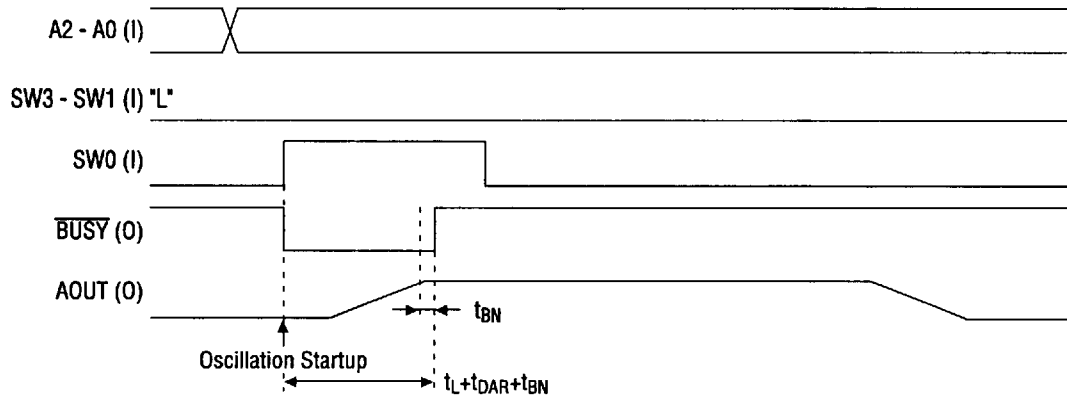 A2 - A0 (I)
SW3 - SW1 (I) "L"
SW0 (I)
BUSY (O)
AOUT (O)
tBN
Oscillation Startup
tL+tDAR+tBN